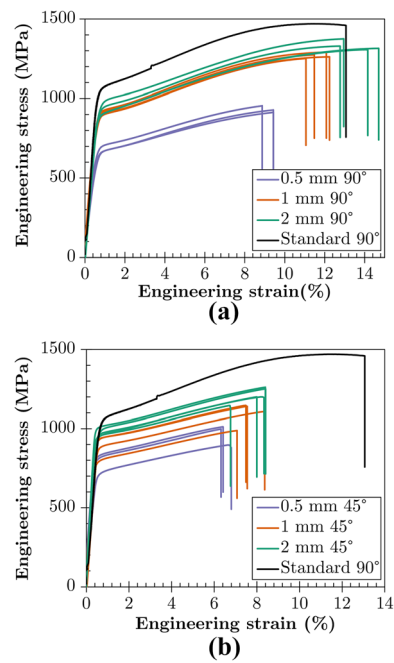 Engineering stress (MPa)
1500
1000
500
0
0.5 mm 90°
1 mm 90°
2 mm 90°
Standard 90°
0 2 4 6 8 10 12 14
Engineering strain(%)
(a)
Engineering stress (MPa)
1500
1000
500
0
0.5 mm 45°
1 mm 45°
2 mm 45°
Standard 90°
0 2 4 6 8 10 12 14
Engineering strain (%)
(b)